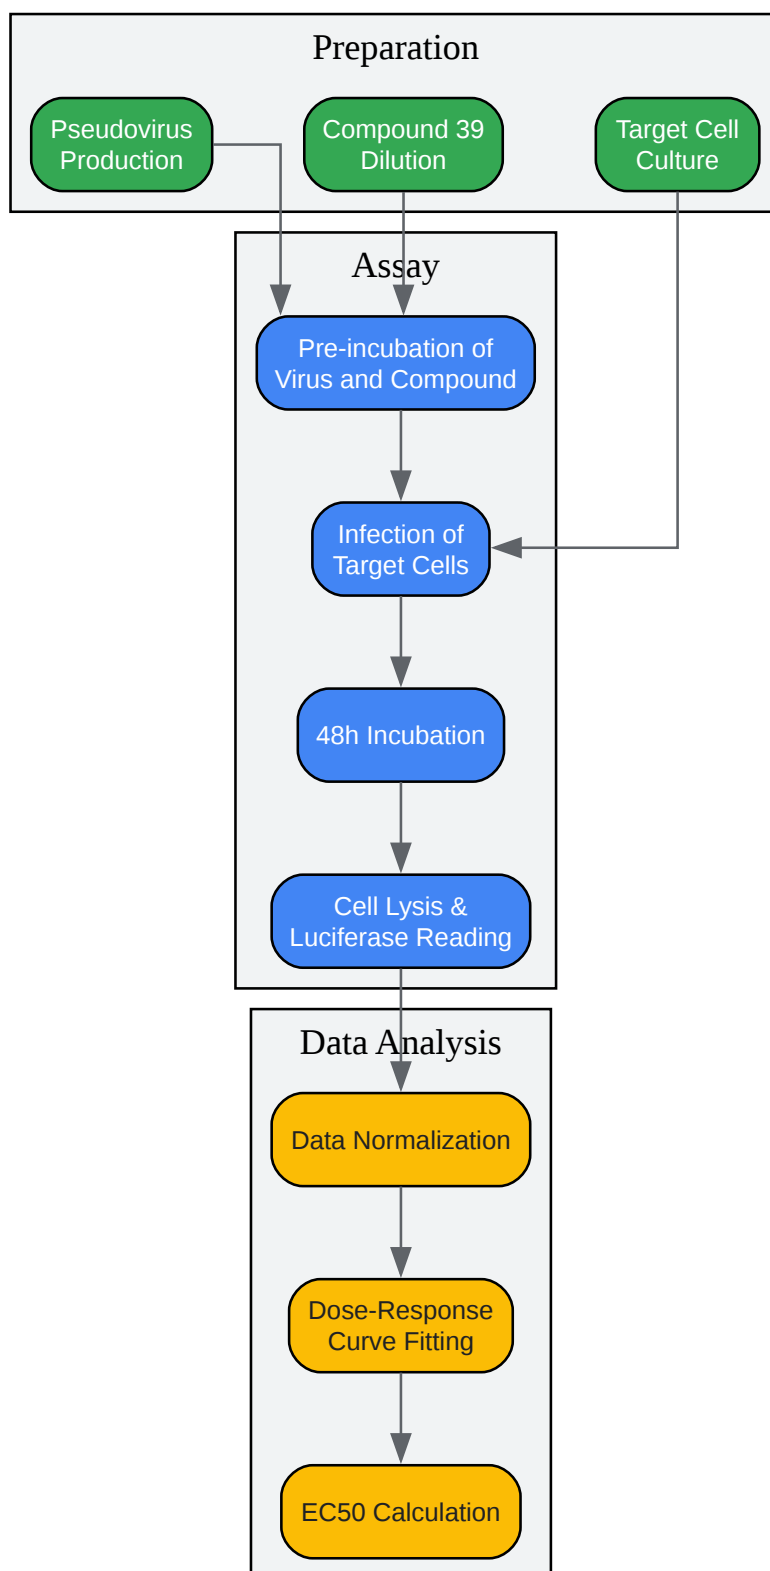 Preparation
Pseudovirus
Production
Compound 39
Dilution
Target Cell
Culture
Assay
Pre-incubation of
Virus and Compound
Infection of
Target Cells
48h Incubation
Cell Lysis &
Luciferase Reading
Data Analysis
Data Normalization
Dose-Response
Curve Fitting
EC50 Calculation